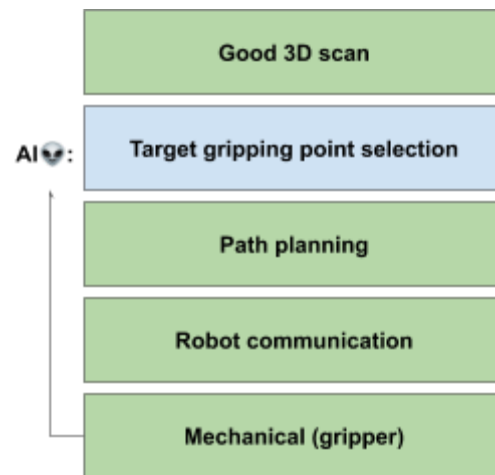 Good 3D scan
AI👽: Target gripping point selection
Path planning
Robot communication
Mechanical (gripper)